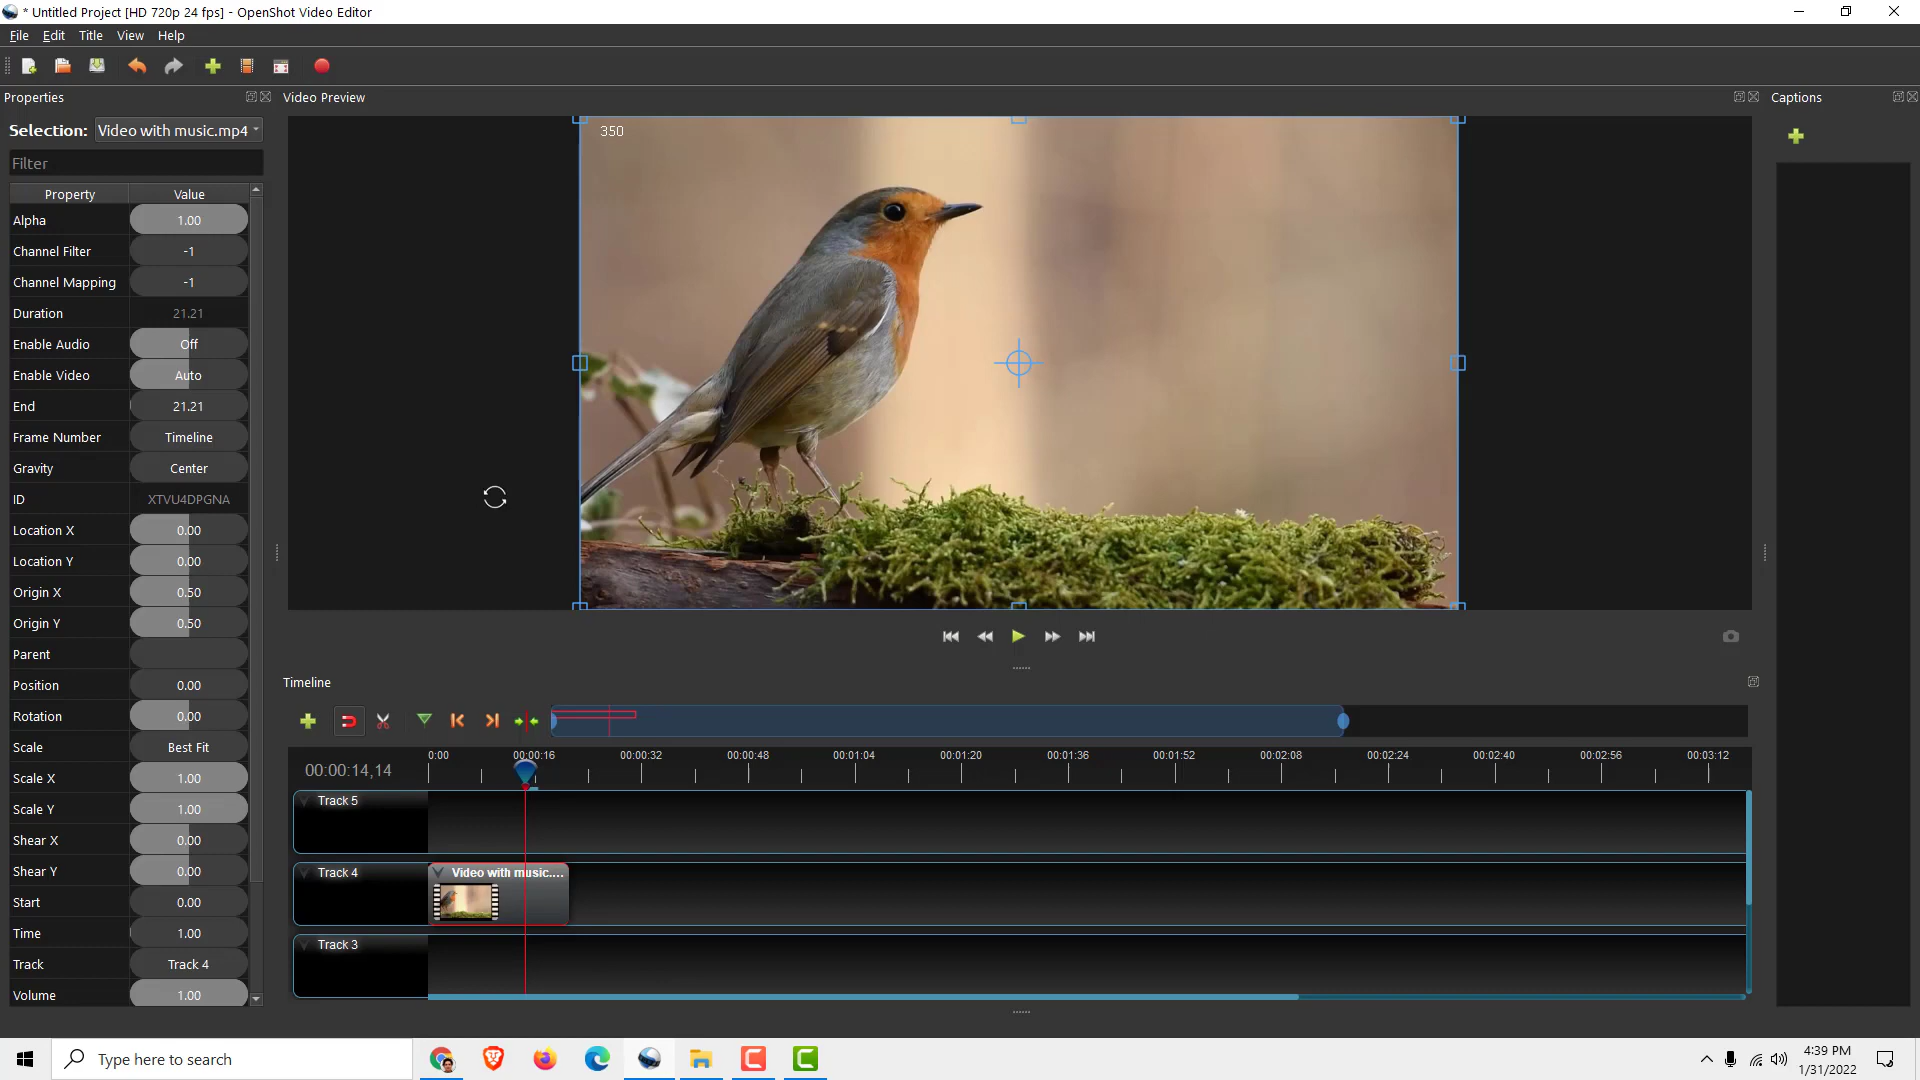 * Untitled Project [HD 720p 24 fps] - OpenShot Video Editor
File Edit Title View Help
Properties
Video Preview
Captions
Selection: Video with music.mp4
Filter
350
Property Value
Alpha 1.00
Channel Filter -1
Channel Mapping -1
Duration 21.21
Enable Audio Off
Enable Video Auto
End 21.21
Frame Number Timeline
Gravity Center
ID XTVU4DPGNA
Location X 0.00
Location Y 0.00
Origin X 0.50
Origin Y 0.50
Parent
Position 0.00
Rotation 0.00
Scale Best Fit
Scale X 1.00
Scale Y 1.00
Shear X 0.00
Shear Y 0.00
Start 0.00
Time 1.00
Track Track 4
Volume 1.00
Timeline
0:00 00:00:16 00:00:32 00:00:48 00:01:04 00:01:20 00:01:36 00:01:52 00:02:08 00:02:24 00:02:40 00:02:56 00:03:12
00:00:14,14
Track 5
Track 4
Video with music....
Track 3
Type here to search
4:39 PM
1/31/2022